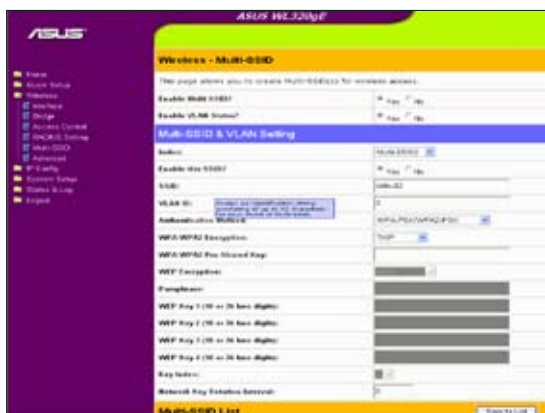 ASUS WL320gE
ASUS
Wireless - Multi-SSID
This page allows you to create Multi-SSID(s) for wireless access.
Home
Quick Setup
Wireless
Interface
Bridge
Access Control
RADIUS Setting
Multi-SSID
Advanced
IP Config
System Setup
Status & Log
Logout
Enable Multi-SSID? Yes No
Enable VLAN Status? Yes No
Multi-SSID & VLAN Setting
Index:
Enable this SSID? Yes No
SSID:
VLAN ID:
Authentication Method: WPA-PSK/WPA2-PSK
WPA/WPA2 Encryption: TKIP
WPA/WPA2 Pre-Shared Key:
WEP Encryption:
Passphrase:
WEP Key 1 (10 or 26 hex digits):
WEP Key 2 (10 or 26 hex digits):
WEP Key 3 (10 or 26 hex digits):
WEP Key 4 (10 or 26 hex digits):
Key Index:
Network Key Rotation Interval: 0
Multi-SSID List